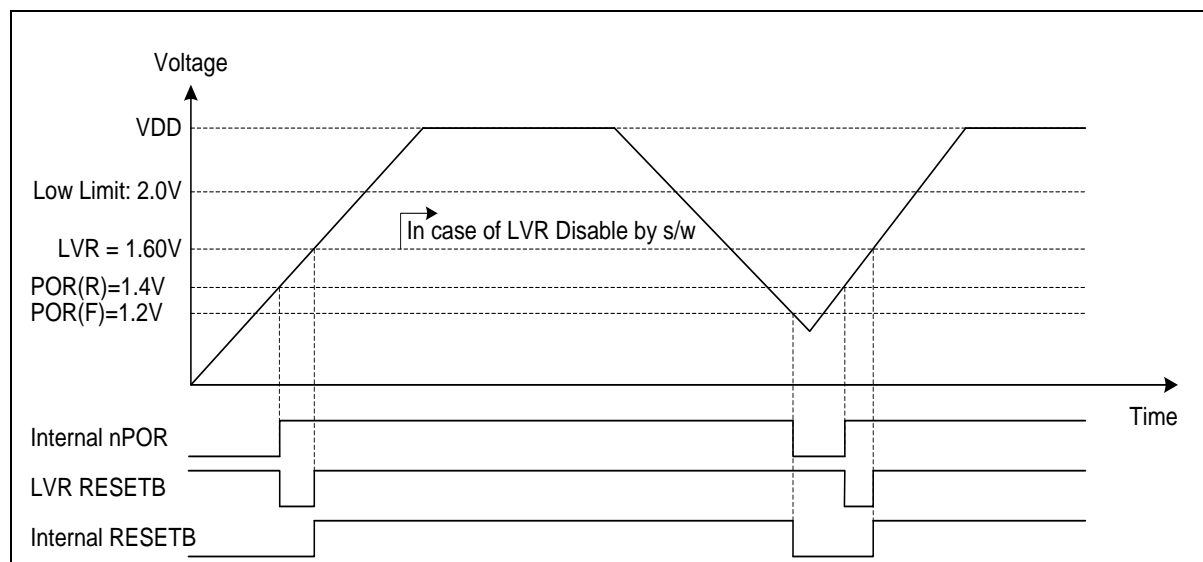 Voltage
VDD
Low Limit: 2.0V
In case of LVR Disable by s/w
LVR = 1.60V
POR(R)=1.4V
POR(F)=1.2V
Time
Internal nPOR
LVR RESETB
Internal RESETB